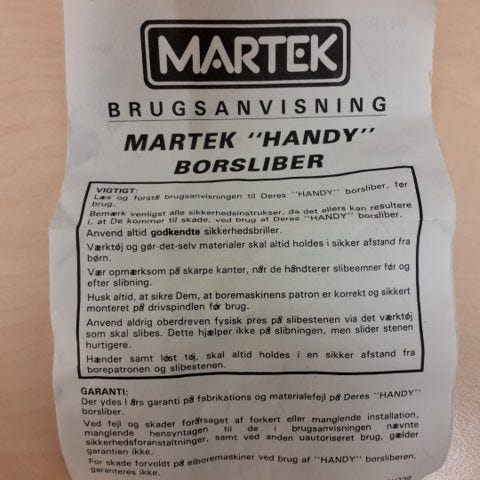 MARTEK
BRUGSANVISNING
MARTEK "HANDY"
BORSLIBER
VIGTIGT:
Læs og forstå brugsanvisningen til Deres "HANDY" borsliber, før
brug.
Bemærk venligst alle sikkerhedsinstrukser, da det ellers kan resultere
i, at De kommer til skade, ved brug af Deres "HANDY" borsliber.
Anvend altid godkendte sikkerhedsbriller.
Værktøj og gør-det-selv materialer skal altid holdes i sikker afstand fra
børn.
Vær opmærksom på skarpe kanter, når de håndterer slibeemner før og
efter slibning.
Husk altid, at sikre Dem, at boremaskinens patron er korrekt og sikkert
monteret på drivspindlen før brug.
Anvend aldrig oberdreven fysisk pres på slibestenen via det værktøj
som skal slibes. Dette hjælper ikke på slibningen, men slider stenen
hurtigere.
Hænder samt løst tøj, skal altid holdes i en sikker afstand fra
borepatronen og slibestenen.
GARANTI:
Der ydes 1 års garanti på fabrikations og materialefejl på Deres "HANDY"
borsliber.
Ved fejl og skader forårsaget af forkert eller manglende installation,
manglende hensyntagen til de i brugsanvisningen nævnte
sikkerhedsforanstaltninger, samt ved anden uautoriseret brug, gælder
garantien ikke.
For skade forvoldt på elboremaskinen ved brug af "HANDY" borsliberen,
garanteres ikke.